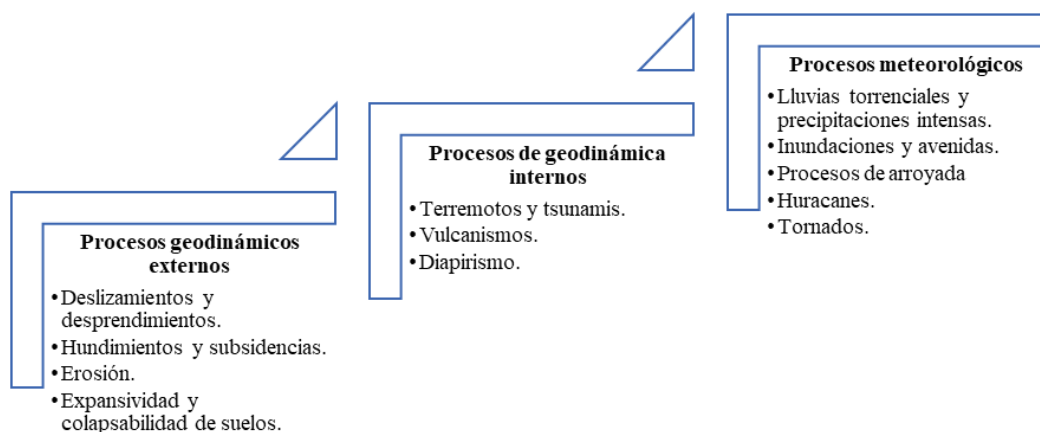 Procesos geodinámicos
externos
•Deslizamientos y
desprendimientos.
•Hundimientos y subsidencias.
•Erosión.
•Expansividad y
colapsabilidad de suelos.
Procesos de geodinámica
internos
•Terremotos y tsunamis.
•Vulcanismos.
•Diapirismo.
Procesos meteorológicos
•Lluvias torrenciales y
precipitaciones intensas.
•Inundaciones y avenidas.
•Procesos de arroyada
•Huracanes.
•Tornados.